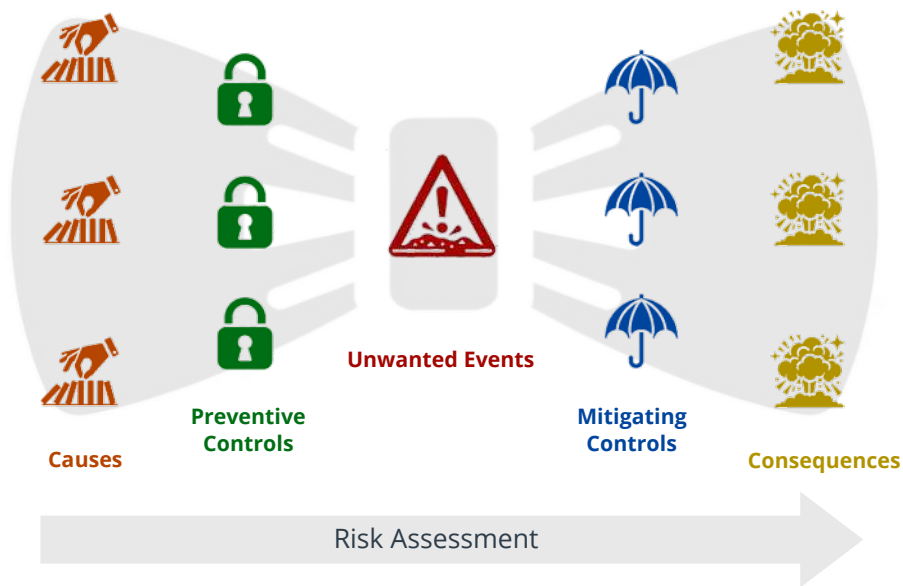 Unwanted Events
Preventive
Controls
Mitigating
Controls
Causes
Consequences
Risk Assessment